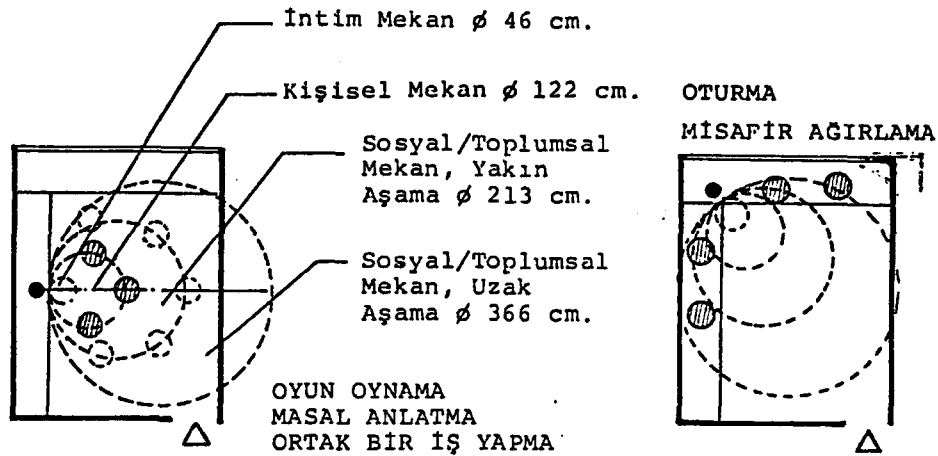 İntim Mekan ø 46 cm.
Kişisel Mekan ø 122 cm.
Sosyal/Toplumsal
Mekan, Yakın
Aşama ø 213 cm.
Sosyal/Toplumsal
Mekan, Uzak
Aşama ø 366 cm.
OYUN OYNAMA
MASAL ANLATMA
ORTAK BİR İŞ YAPMA
OTURMA
MİSAFİR AĞIRLAMA